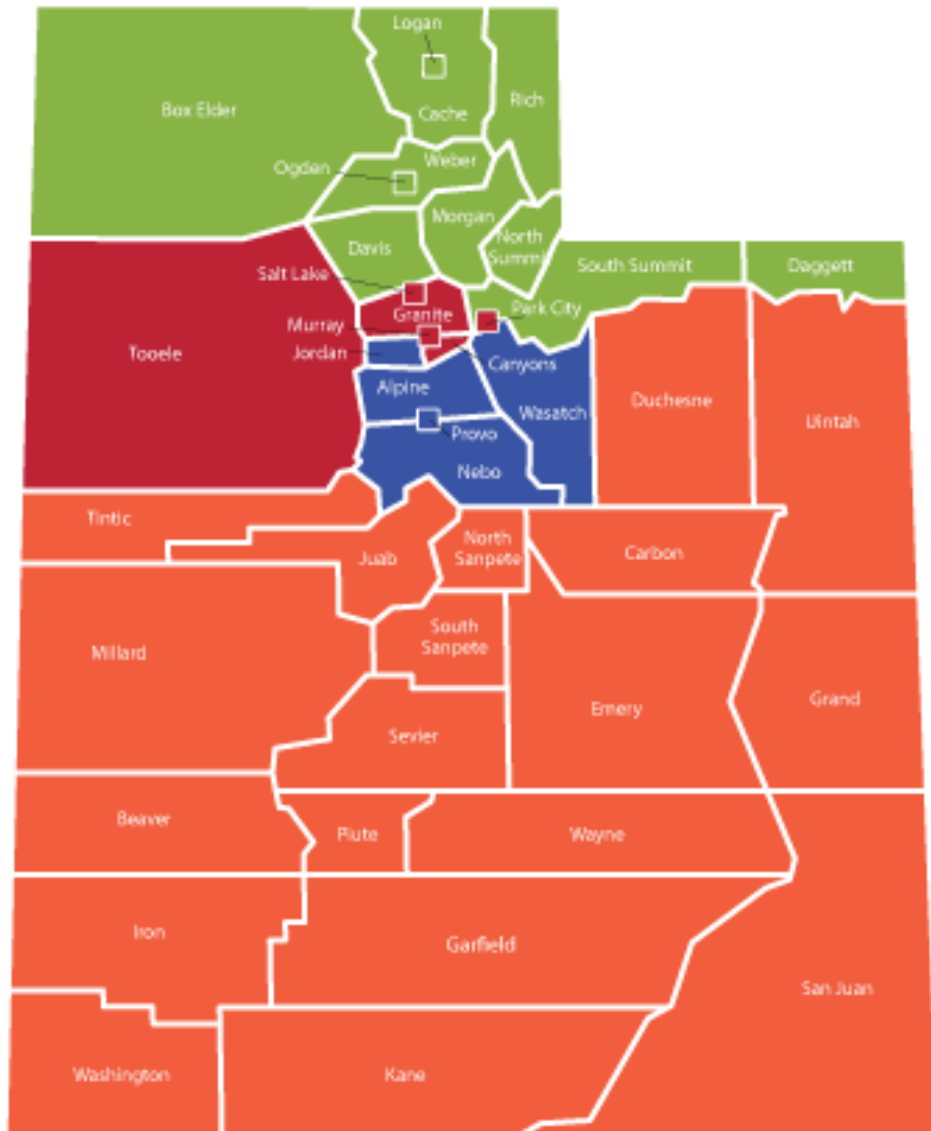 Logan
Box Elder
Rich
Cache
Weber
Ogden
Morgan
North
Summit
Davis
South Summit
Daggett
Salt Lake
Park City
Granite
Murray
Tooele
Jordan
Canyons
Alpine
Duchesne
Wasatch
Uintah
Provo
Nebo
Tintic
North
Sanpete
Juab
Carbon
South
Sanpete
Millard
Grand
Emery
Sevier
Beaver
Piute
Wayne
Iron
Garfield
San Juan
Washington
Kane